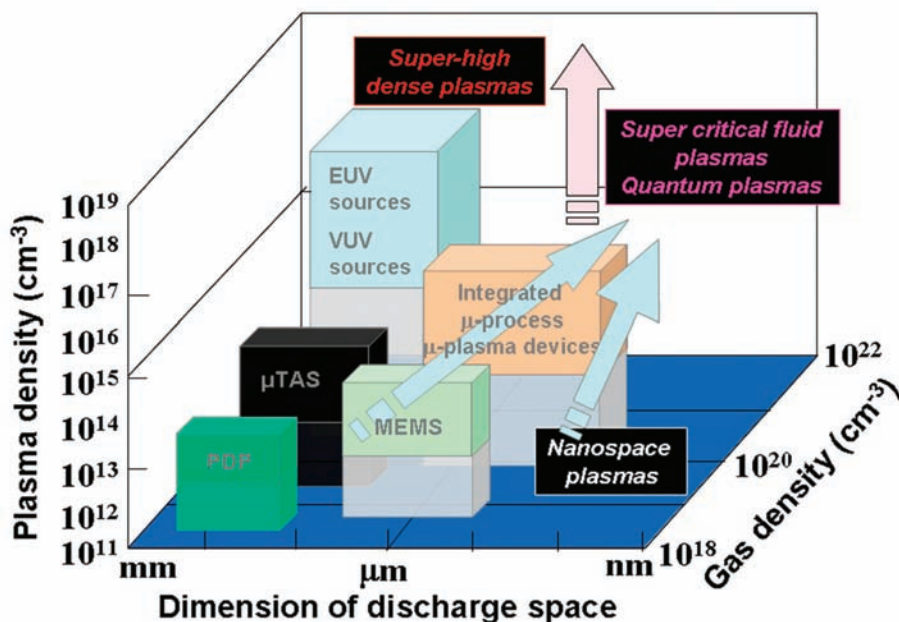 Super-high
dense plasmas
Super critical fluid
plasmas
Quantum plasmas
EUV
sources
VUV
sources
Integrated
μ-process
μ-plasma devices
μTAS
MEMS
PDP
Nanospace
plasmas
Plasma density (cm⁻³)
10¹⁹
10¹⁸
10¹⁷
10¹⁶
10¹⁵
10¹⁴
10¹³
10¹²
10¹¹
mm
μm
nm
Dimension of discharge space
10¹⁸
10²⁰
10²²
Gas density (cm⁻³)